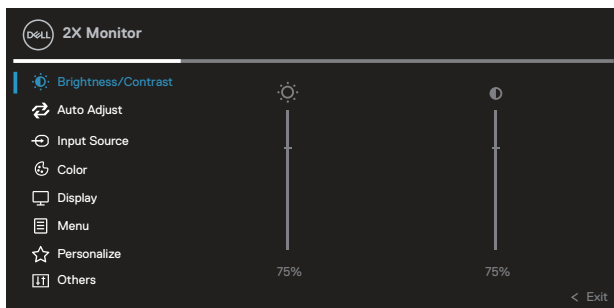 DELL 2X Monitor
Brightness/Contrast
Auto Adjust
Input Source
Color
Display
Menu
Personalize
Others
75% 75%
< Exit